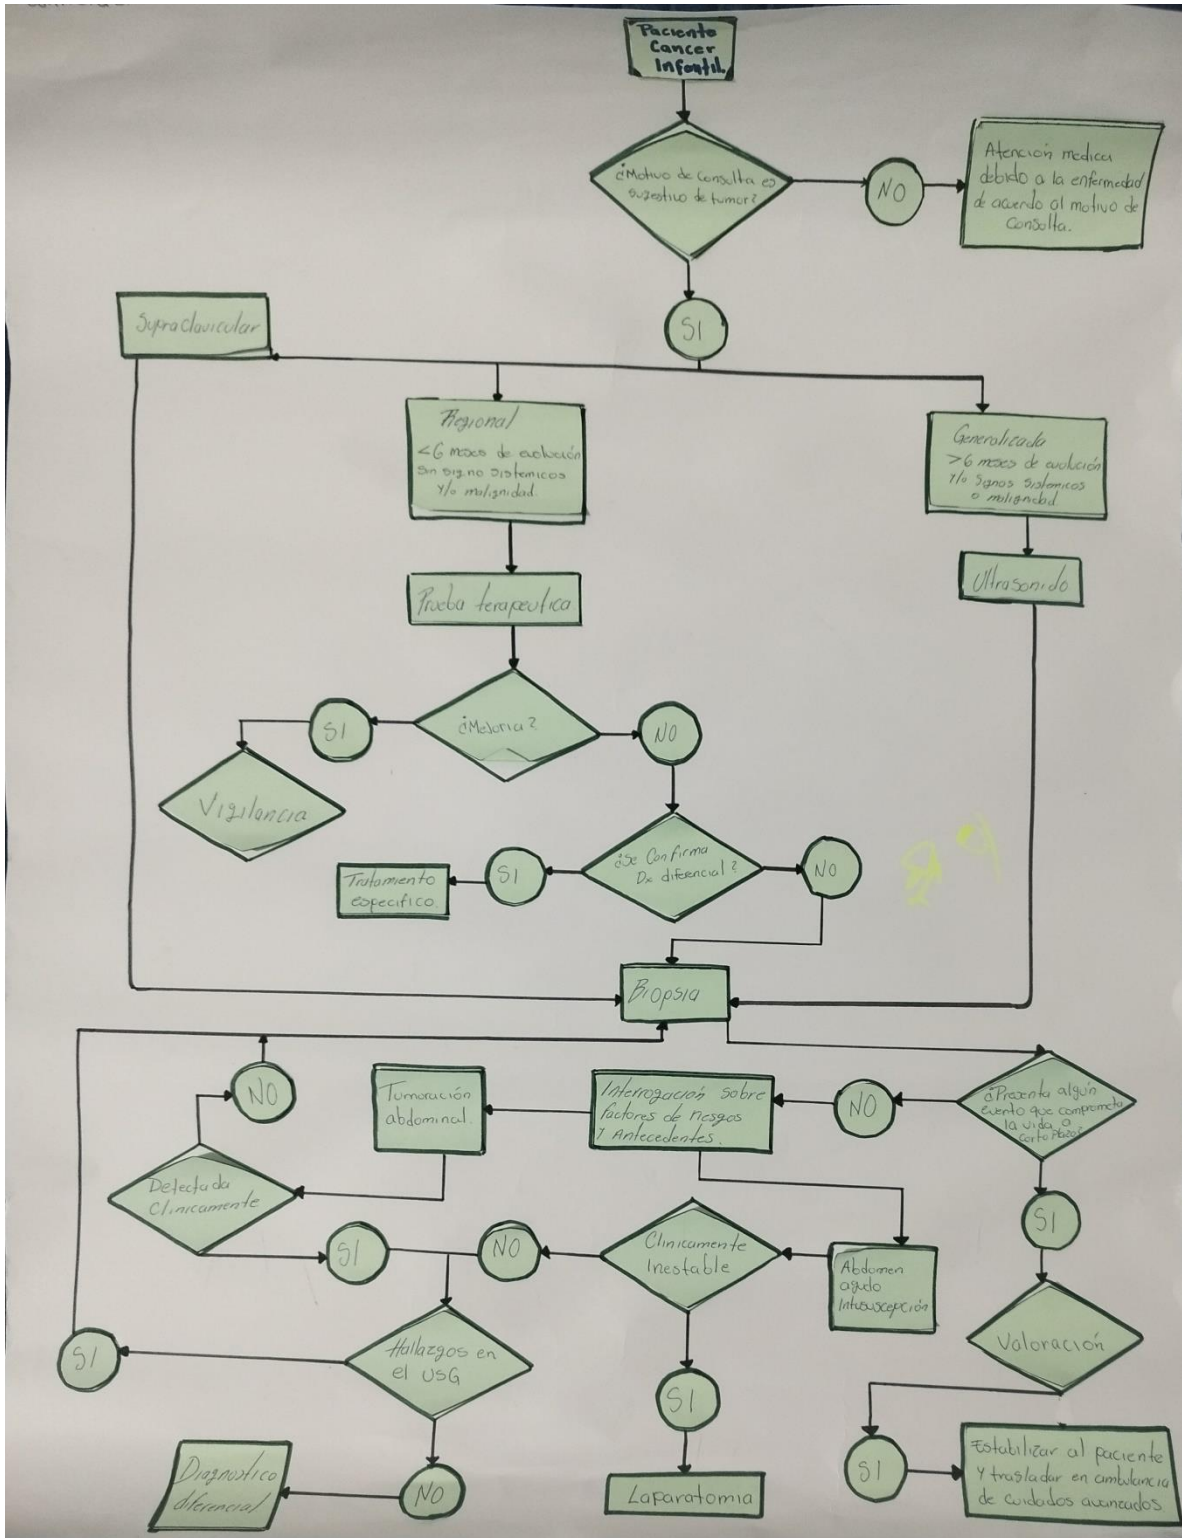 Paciente
Cancer
Infantil.
¿Motivo de Consulta es
sugestivo de tumor?
NO
Atención medica
debido a la enfermedad
de acuerdo al motivo de
Consulta.
SI
Supraclavicular
Regional
<6 meses de evolución
Sin signo sistemicos
Y/o malignidad.
Generalizada
>6 meses de evolución
Y/o Signos sistemicos
o malignidad.
Prueba terapeutica
Ultrasonido
¿Mejoria?
SI
NO
Vigilancia
¿Se Confirma
Dx diferencial?
SI
NO
Tratamiento
especifico.
Biopsia
NO
Tumoración
abdominal.
Interrogación sobre
factores de riesgos
Y Antecedentes.
NO
¿Presenta algún
evento que comprometa
la vida a
corto Plazo?
Detectada
Clinicamente
SI
NO
Clinicamente
Inestable
Abdomen
agudo
Intususcepción
SI
Valoración
SI
Hallazgos en
el USG
SI
Diagnostico
diferencial
NO
Laparatomia
SI
Estabilizar al paciente
Y trasladar en ambulancia
de cuidados avanzados